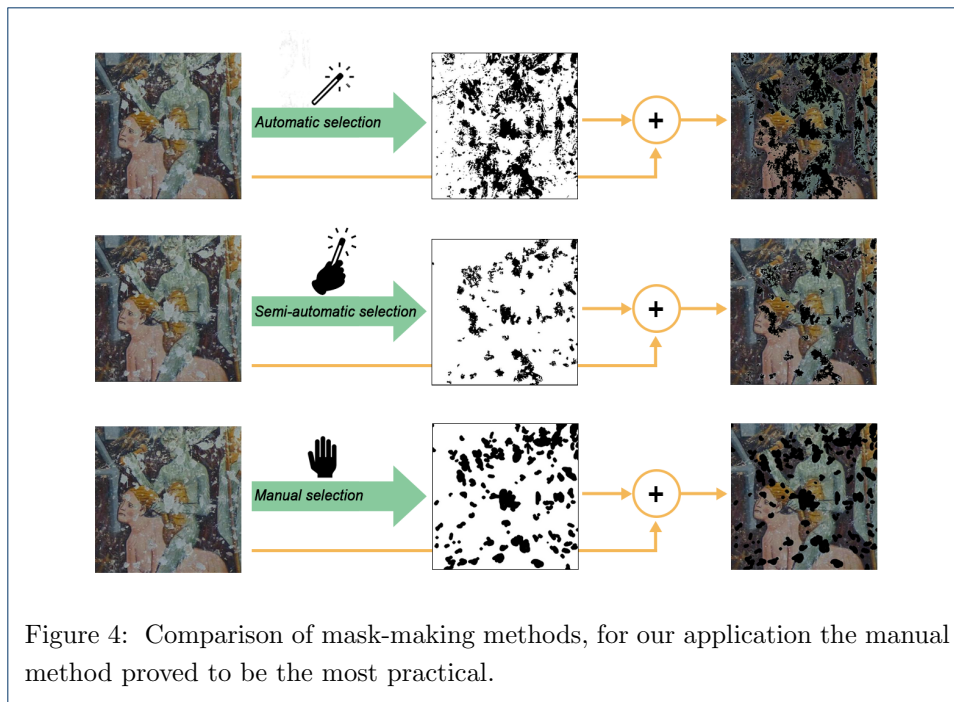 Automatic selection
+
Semi-automatic selection
+
Manual selection
+
Figure 4: Comparison of mask-making methods, for our application the manual
method proved to be the most practical.